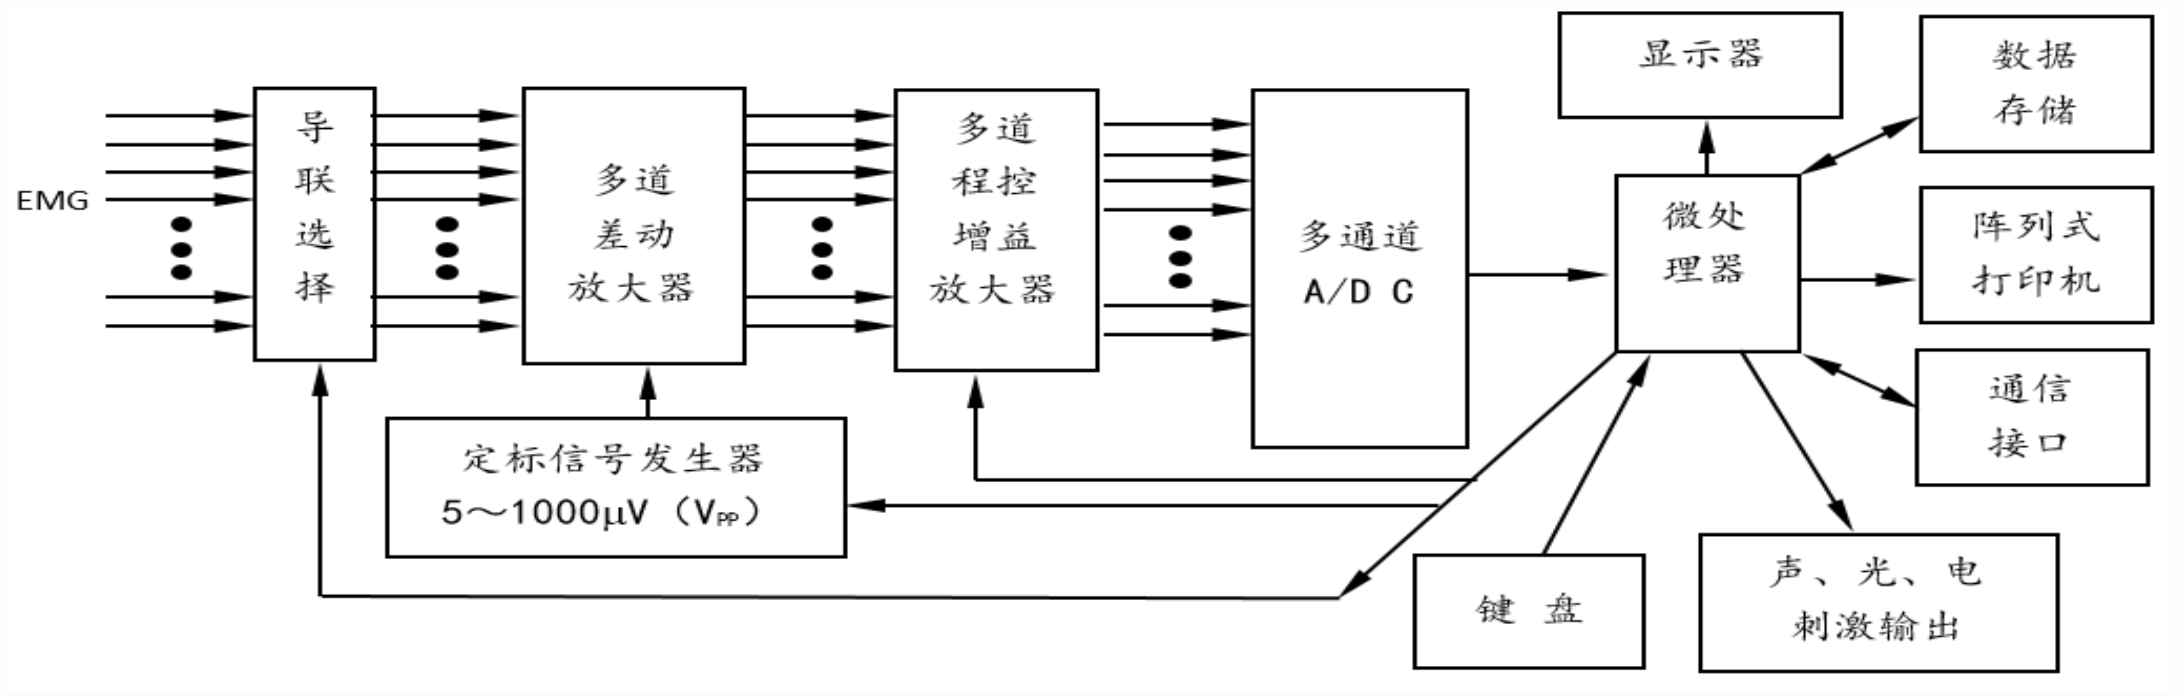 EMG
导
联
选
择
多道
差动
放大器
多道
程控
增益
放大器
多通道
A/D C
定标信号发生器
5～1000μV（VPP）
显示器
数据
存储
微处
理器
阵列式
打印机
通信
接口
键 盘
声、光、电
刺激输出